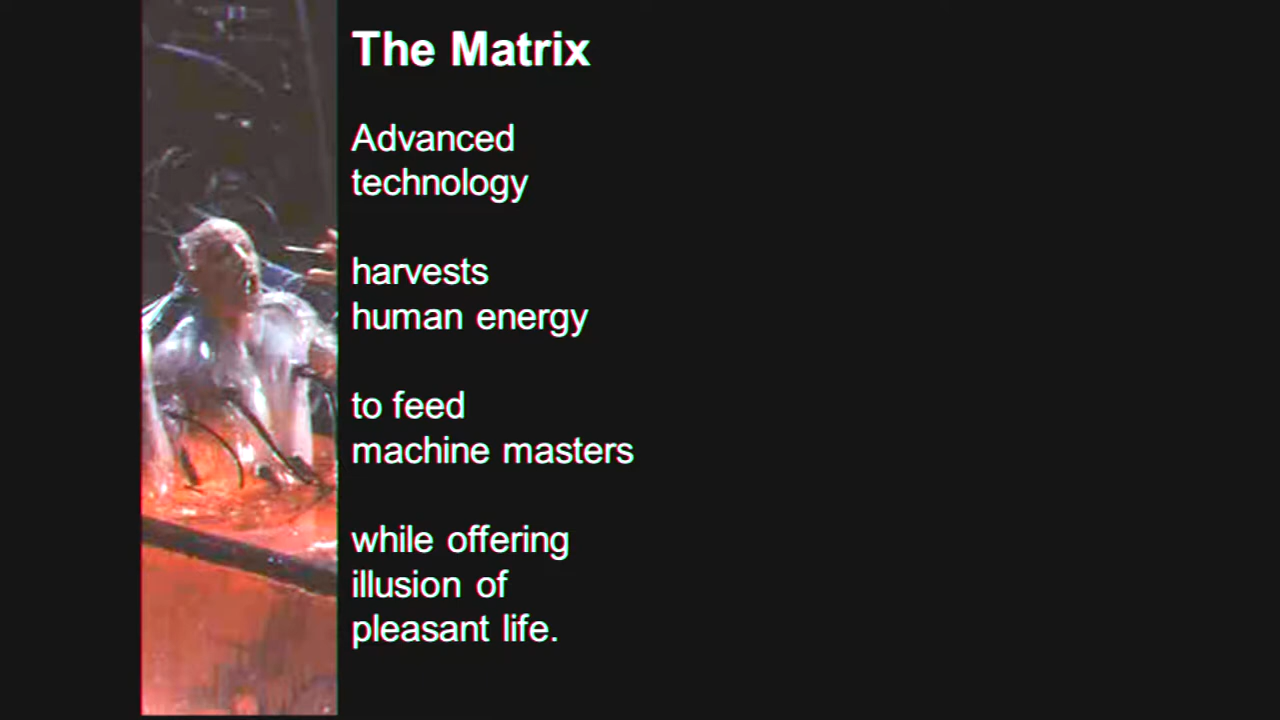 The Matrix
Advanced
technology
harvests
human energy
to feed
machine masters
while offering
illusion of
pleasant life.